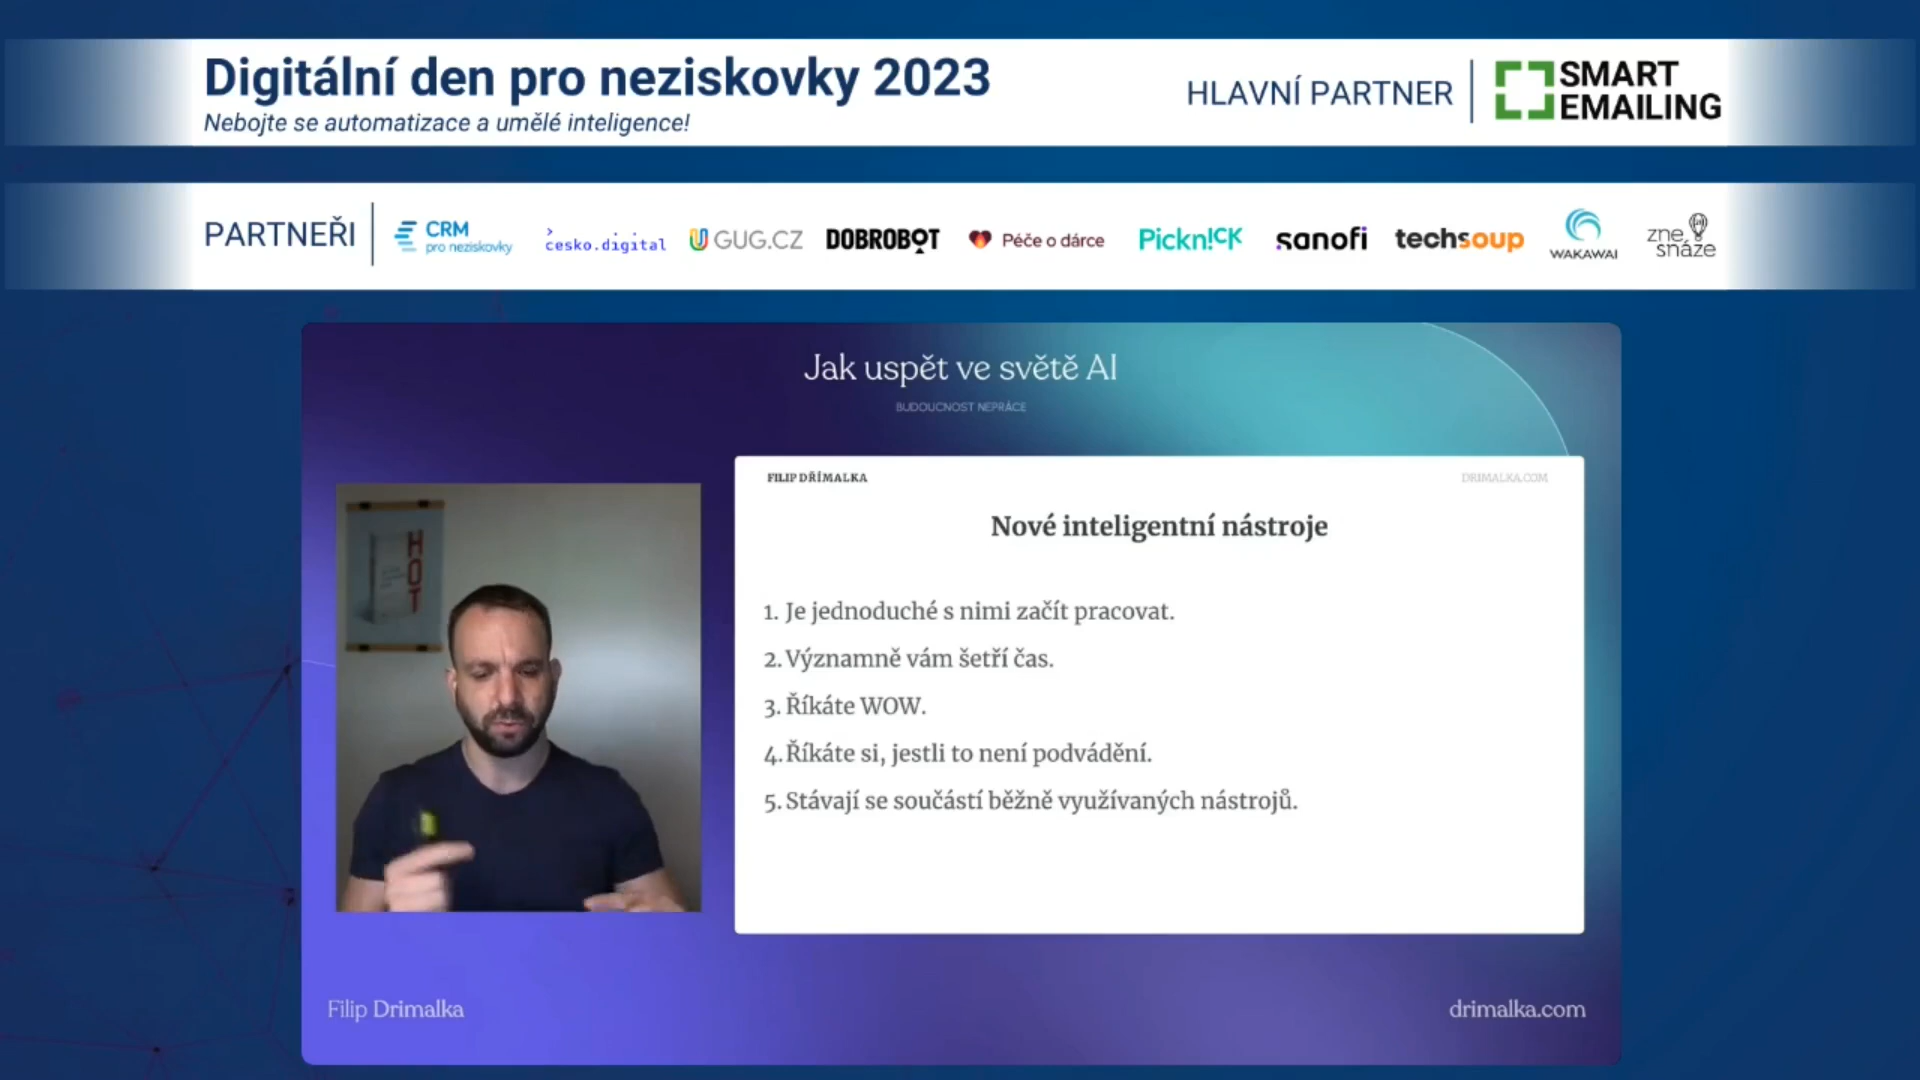 Digitální den pro neziskovky 2023
Nebojte se automatizace a umělé inteligence!
HLAVNÍ PARTNER
SMART
EMAILING
PARTNEŘI
CRM
pro neziskovky
cesko.digital
GUG.CZ
DOBROBOT
Péče o dárce
Pickn!CK
sanofi
techsoup
WAKAWAI
zne
snáze
Jak uspět ve světě AI
BUDOUCNOST NEPRÁCE
FILIP DŘÍMALKA
DRIMALKA.COM
Nové inteligentní nástroje
1. Je jednoduché s nimi začít pracovat.
2. Významně vám šetří čas.
3. Říkáte WOW.
4. Říkáte si, jestli to není podvádění.
5. Stávají se součástí běžně využívaných nástrojů.
HOT
Filip Drimalka
drimalka.com